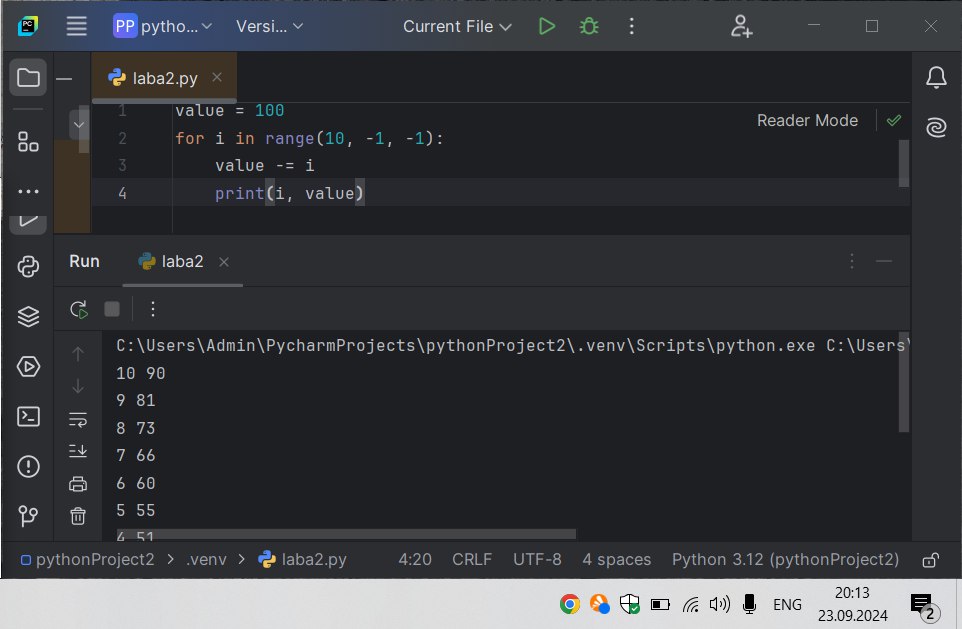 PC
PP pytho... Versi... Current File
laba2.py
1 value = 100
2 for i in range(10, -1, -1):
3 value -= i
4 print(i, value)
Reader Mode
Run laba2
C:\Users\Admin\PycharmProjects\pythonProject2\.venv\Scripts\python.exe C:\Users\
10 90
9 81
8 73
7 66
6 60
5 55
4 51
pythonProject2 > .venv > laba2.py 4:20 CRLF UTF-8 4 spaces Python 3.12 (pythonProject2)
ENG
20:13
23.09.2024
2